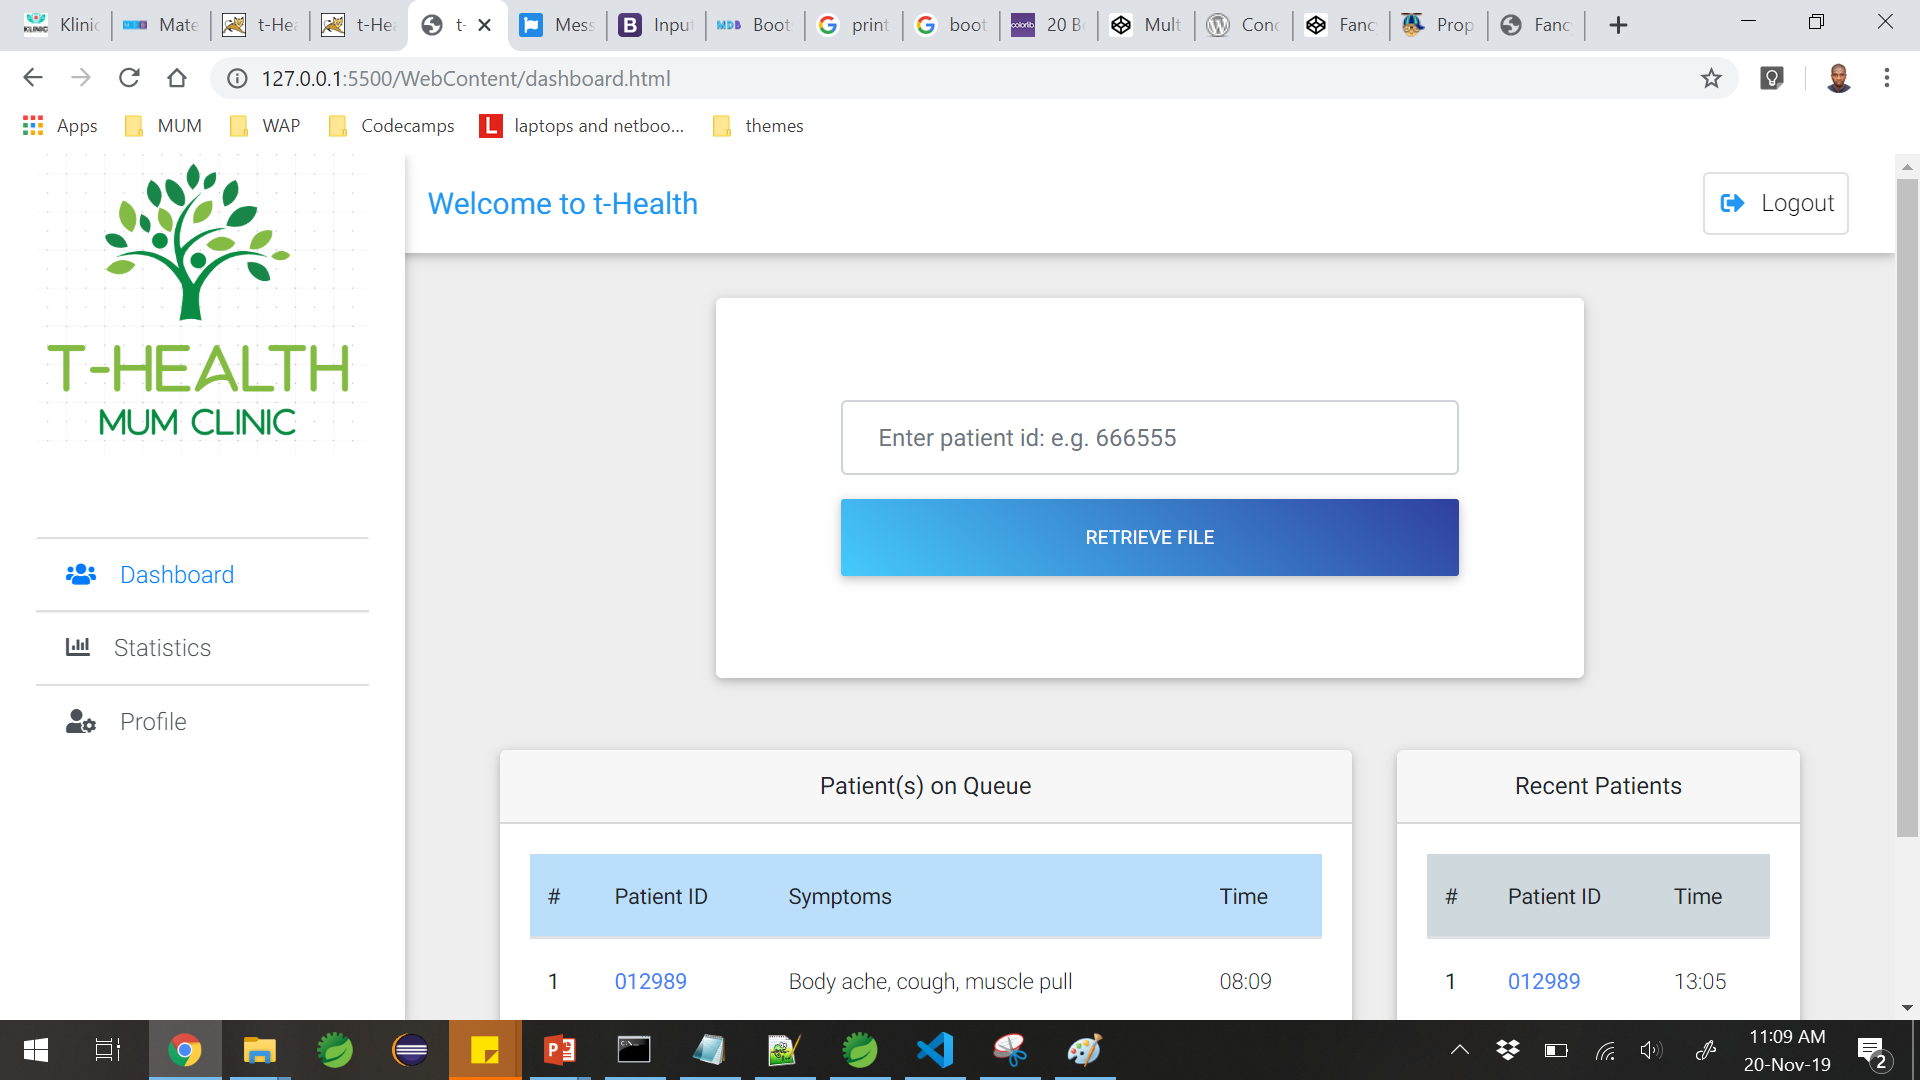 Klinic
Mate
t-Hea
t-Hea
t-
Mess
Input
Boot
print
boot
20 B
Mult
Conc
Fanc
Prop
Fanc
127.0.0.1:5500/WebContent/dashboard.html
Apps
MUM
WAP
Codecamps
L laptops and netboo...
themes
T-HEALTH
MUM CLINIC
Welcome to t-Health
Logout
Enter patient id: e.g. 666555
RETRIEVE FILE
Dashboard
Statistics
Profile
Patient(s) on Queue
# Patient ID Symptoms Time
1 012989 Body ache, cough, muscle pull 08:09
Recent Patients
# Patient ID Time
1 012989 13:05
11:09 AM
20-Nov-19
2